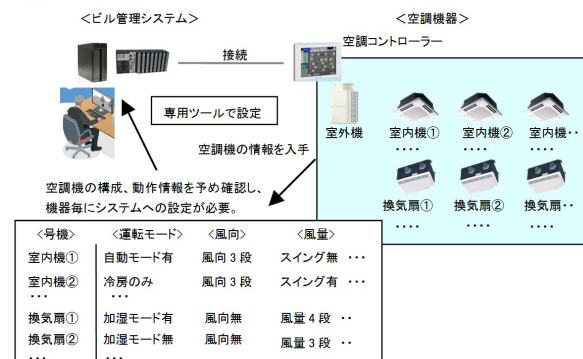 <ビル管理システム>
<空調機器>
空調コントローラー
接続
専用ツールで設定
室外機 室内機① 室内機② 室内機‥
‥‥ ‥‥ ‥‥
空調機の情報を入手
換気扇① 換気扇② 換気扇‥
‥‥ ‥‥ ‥‥
空調機の構成、動作情報を予め確認し、
機器毎にシステムへの設定が必要。
<号機> <運転モード> <風向> <風量>
室内機① 自動モード有 風向3段 スイング無 …
室内機② 冷房のみ 風向3段 スイング有 …
… …
換気扇① 加湿モード有 風向無 風量4段 ‥
換気扇② 加湿モード無 風向無 風量3段 ‥
… …